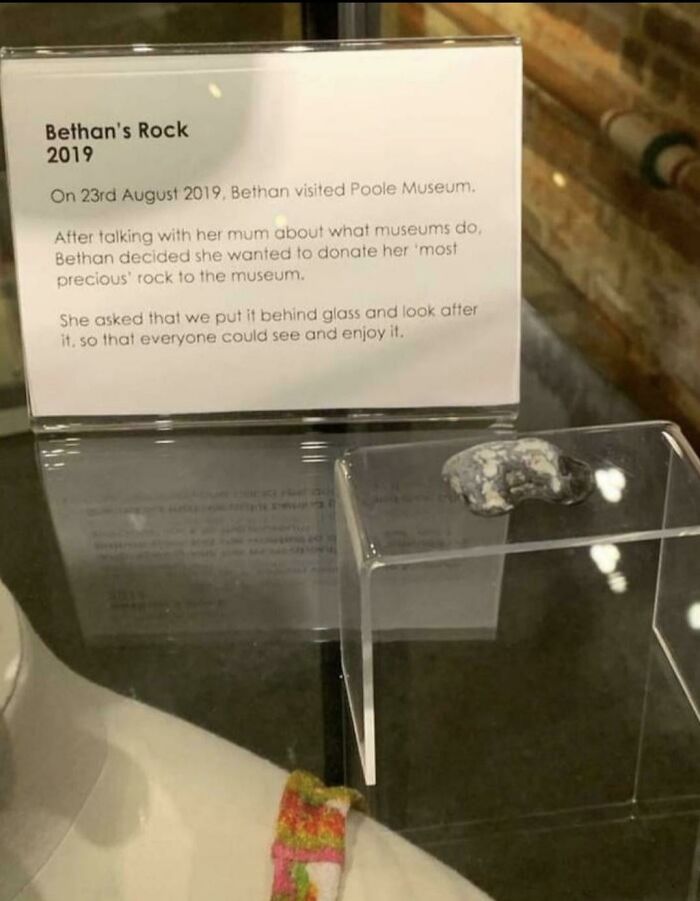 Bethan's Rock
2019
On 23rd August 2019, Bethan visited Poole Museum.
After talking with her mum about what museums do,
Bethan decided she wanted to donate her 'most
precious' rock to the museum.
She asked that we put it behind glass and look after
it, so that everyone could see and enjoy it.